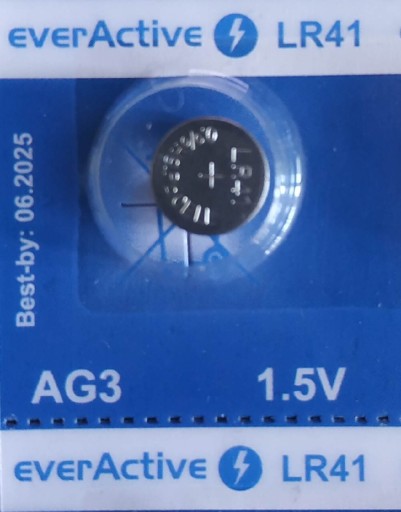 everActive LR41
Best-by: 06.2025
+
AG3 1.5V
everActive LR41